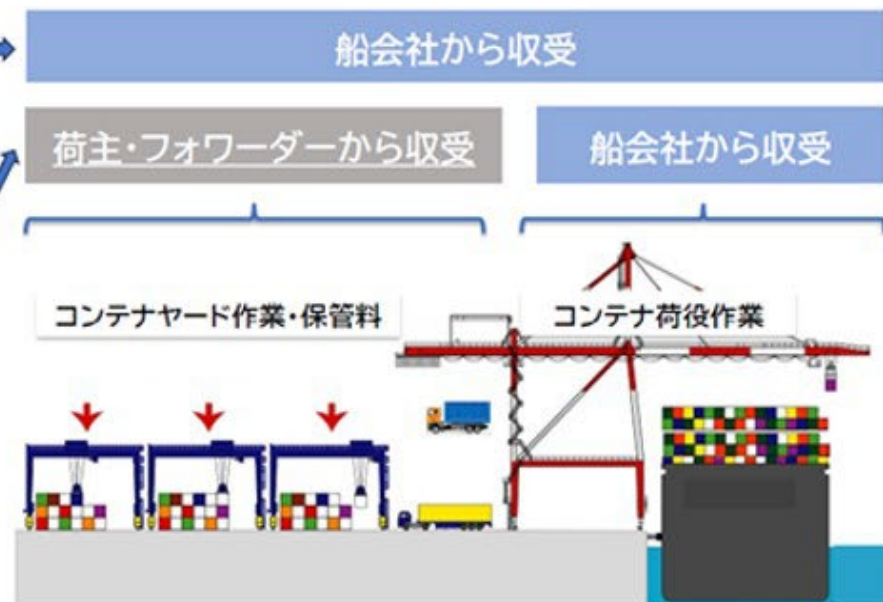 船会社から収受
荷主・フォワーダーから収受
船会社から収受
コンテナヤード作業・保管料
コンテナ荷役作業